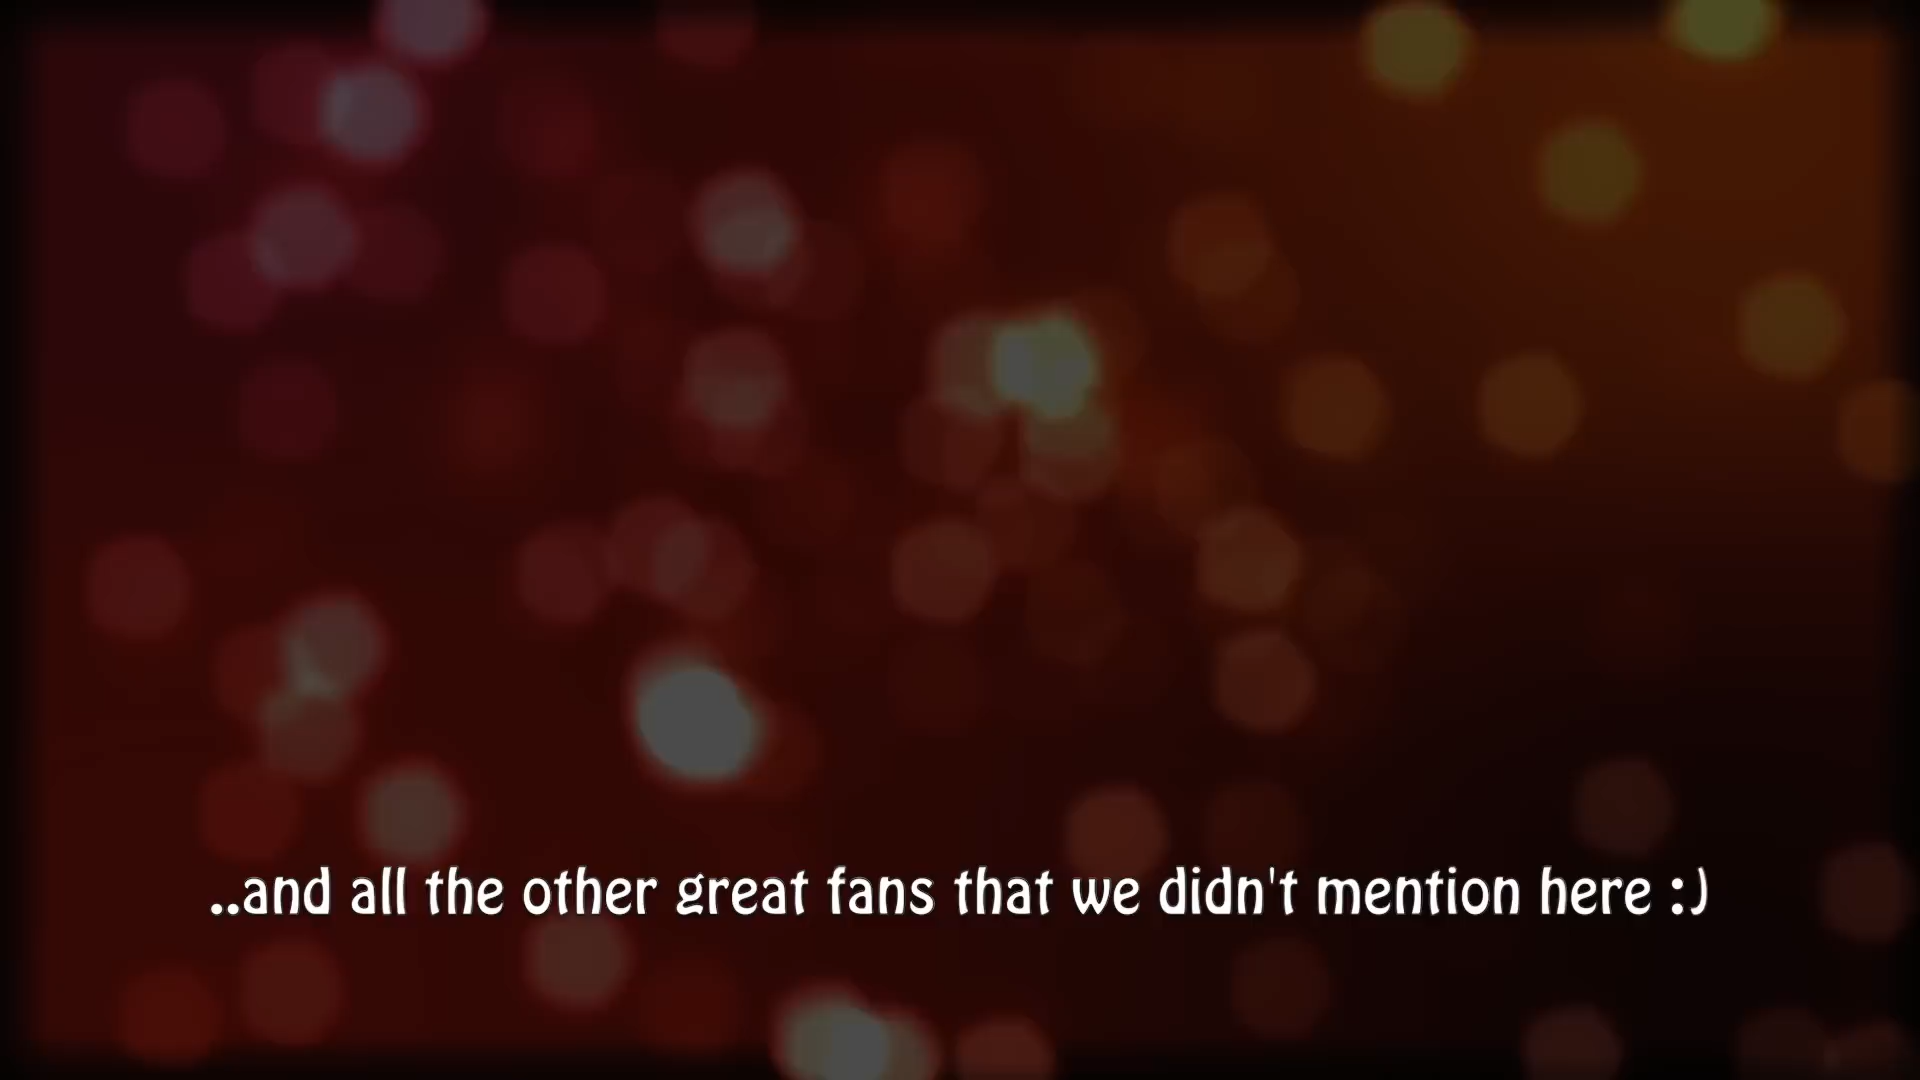 ..and all the other great fans that we didn't mention here :)